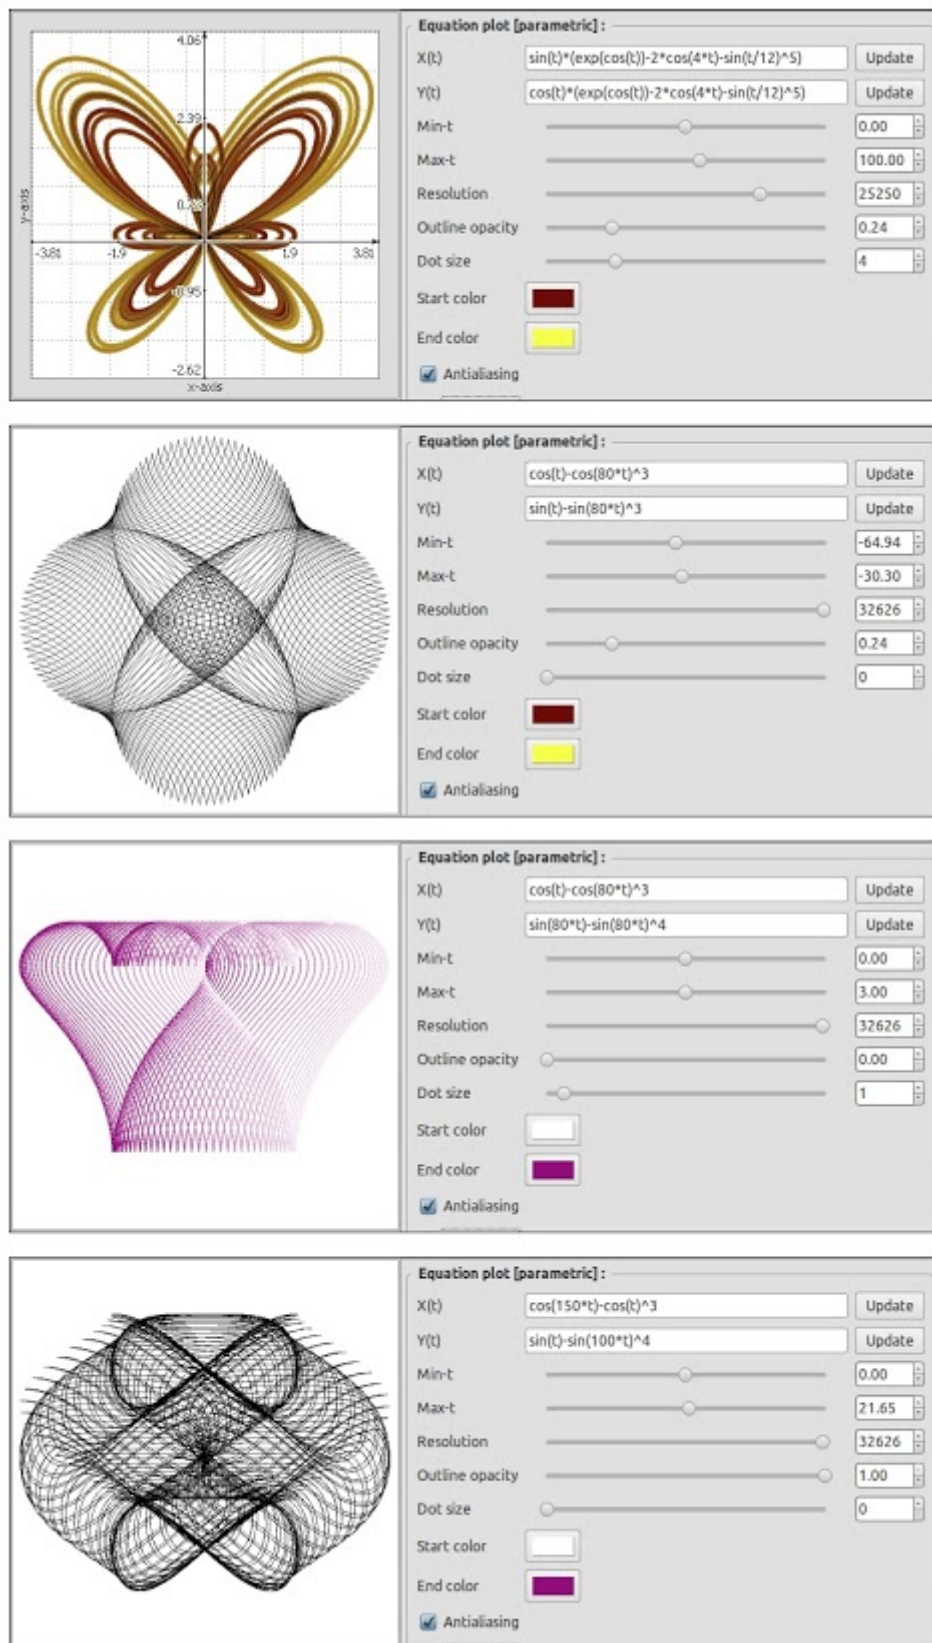 4.06
2.39
y-axis
-3.81 -1.9 1.9 3.81
-0.95
-2.62
x-axis
Equation plot [parametric] :
X(t) sin(t)*(exp(cos(t))-2*cos(4*t)-sin(t/12)^5) Update
Y(t) cos(t)*(exp(cos(t))-2*cos(4*t)-sin(t/12)^5) Update
Min-t 0.00
Max-t 100.00
Resolution 25250
Outline opacity 0.24
Dot size 4
Start color
End color
Antialiasing
Equation plot [parametric] :
X(t) cos(t)-cos(80*t)^3 Update
Y(t) sin(t)-sin(80*t)^3 Update
Min-t -64.94
Max-t -30.30
Resolution 32626
Outline opacity 0.24
Dot size 0
Start color
End color
Antialiasing
Equation plot [parametric] :
X(t) cos(t)-cos(80*t)^3 Update
Y(t) sin(80*t)-sin(80*t)^4 Update
Min-t 0.00
Max-t 3.00
Resolution 32626
Outline opacity 0.00
Dot size 1
Start color
End color
Antialiasing
Equation plot [parametric] :
X(t) cos(150*t)-cos(t)^3 Update
Y(t) sin(t)-sin(100*t)^4 Update
Min-t 0.00
Max-t 21.65
Resolution 32626
Outline opacity 1.00
Dot size 0
Start color
End color
Antialiasing